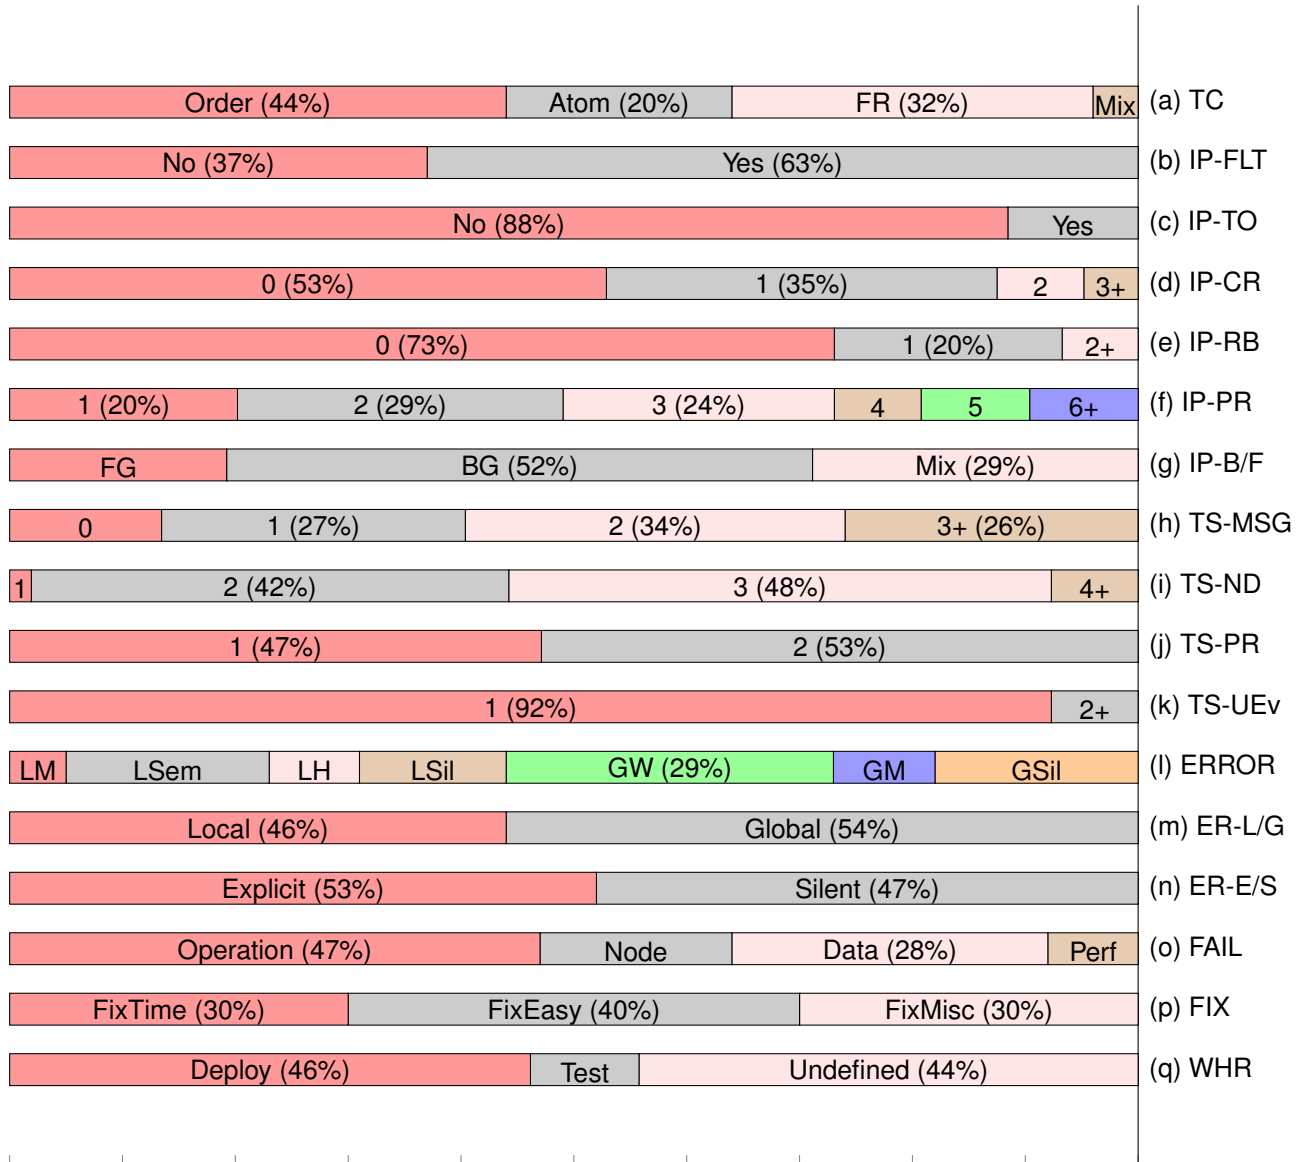 Order (44%) Atom (20%) FR (32%) Mix (a) TC
No (37%) Yes (63%) (b) IP-FLT
No (88%) Yes (c) IP-TO
0 (53%) 1 (35%) 2 3+ (d) IP-CR
0 (73%) 1 (20%) 2+ (e) IP-RB
1 (20%) 2 (29%) 3 (24%) 4 5 6+ (f) IP-PR
FG BG (52%) Mix (29%) (g) IP-B/F
0 1 (27%) 2 (34%) 3+ (26%) (h) TS-MSG
1 2 (42%) 3 (48%) 4+ (i) TS-ND
1 (47%) 2 (53%) (j) TS-PR
1 (92%) 2+ (k) TS-UEv
LM LSem LH LSil GW (29%) GM GSil (l) ERROR
Local (46%) Global (54%) (m) ER-L/G
Explicit (53%) Silent (47%) (n) ER-E/S
Operation (47%) Node Data (28%) Perf (o) FAIL
FixTime (30%) FixEasy (40%) FixMisc (30%) (p) FIX
Deploy (46%) Test Undefined (44%) (q) WHR